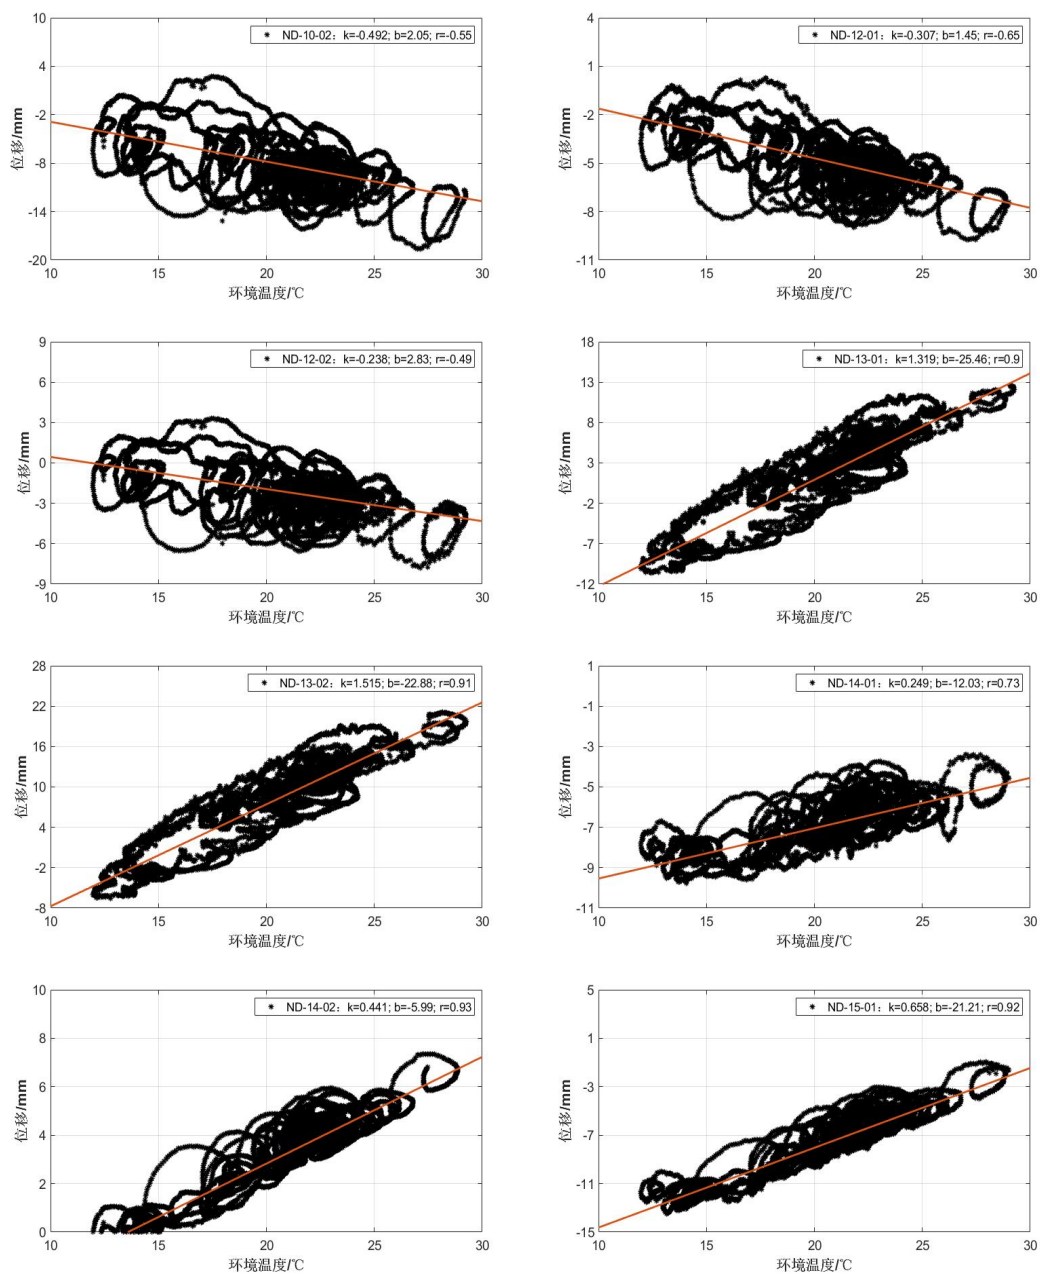 ND-10-02：k=-0.492; b=2.05; r=-0.55
10
4
-2
-8
-14
-20
位移/mm
10 15 20 25 30
环境温度/℃
ND-12-01：k=-0.307; b=1.45; r=-0.65
4
1
-2
-5
-8
-11
位移/mm
10 15 20 25 30
环境温度/℃
ND-12-02：k=-0.238; b=2.83; r=-0.49
9
6
3
0
-3
-6
-9
位移/mm
10 15 20 25 30
环境温度/℃
ND-13-01：k=1.319; b=-25.46; r=0.9
18
13
8
3
-2
-7
-12
位移/mm
10 15 20 25 30
环境温度/℃
ND-13-02：k=1.515; b=-22.88; r=0.91
28
22
16
10
4
-2
-8
位移/mm
10 15 20 25 30
环境温度/℃
ND-14-01：k=0.249; b=-12.03; r=0.73
1
-1
-3
-5
-7
-9
-11
位移/mm
10 15 20 25 30
环境温度/℃
ND-14-02：k=0.441; b=-5.99; r=0.93
10
8
6
4
2
0
位移/mm
10 15 20 25 30
环境温度/℃
ND-15-01：k=0.658; b=-21.21; r=0.92
5
1
-3
-7
-11
-15
位移/mm
10 15 20 25 30
环境温度/℃